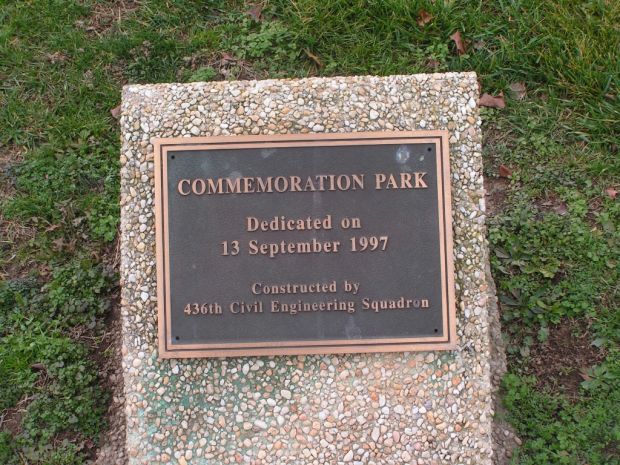 COMMEMORATION PARK
Dedicated on
13 September 1997
Constructed by
436th Civil Engineering Squadron